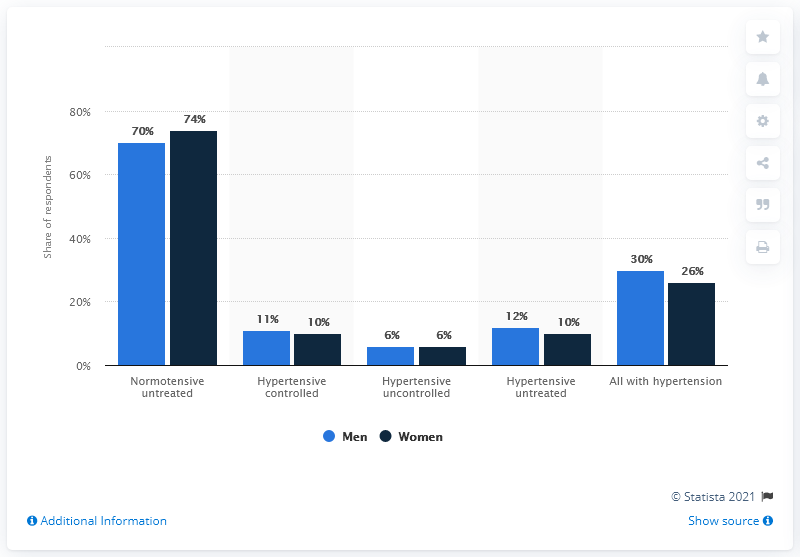 80%
60%
40%
20%
0%
Share of respondents
70%
74%
11%
10%
6%
6%
12%
10%
30%
26%
Normotensive
untreated
Hypertensive
controlled
Hypertensive
uncontrolled
Hypertensive
untreated
All with hypertension
Men
Women
© Statista 2021
Additional Information
Show source